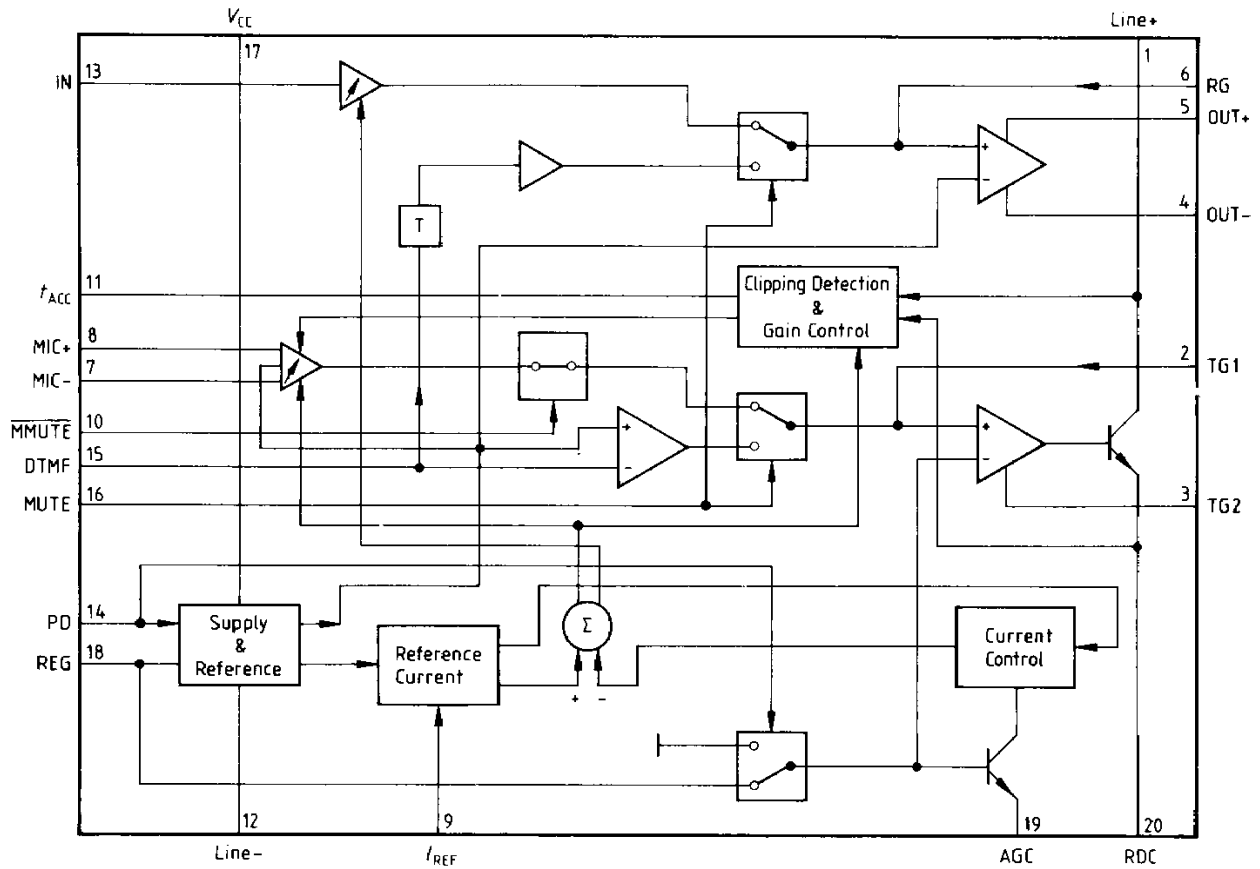 V_CC
Line+
17
1
IN
13
6
RG
5
OUT+
+
−
T
4
OUT−
t_ACC
11
Clipping Detection
&
Gain Control
MIC+
8
MIC−
7
2
TG1
M̅M̅U̅T̅E̅
10
+
−
+
−
DTMF
15
MUTE
16
3
TG2
PD
14
REG
18
Supply
&
Reference
Reference
Current
Σ
+
−
Current
Control
12
9
19
20
Line−
I_REF
AGC
RDC